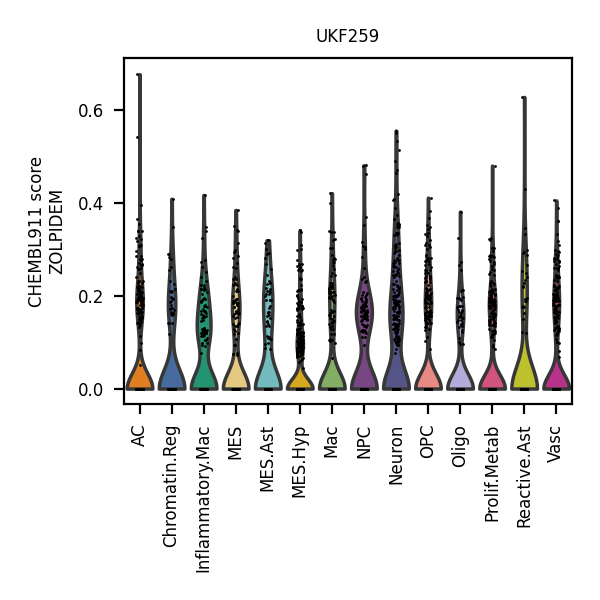 UKF259
CHEMBL911 score
ZOLPIDEM
0.6
0.4
0.2
0.0
AC
Chromatin.Reg
Inflammatory.Mac
MES
MES.Ast
MES.Hyp
Mac
NPC
Neuron
OPC
Oligo
Prolif.Metab
Reactive.Ast
Vasc